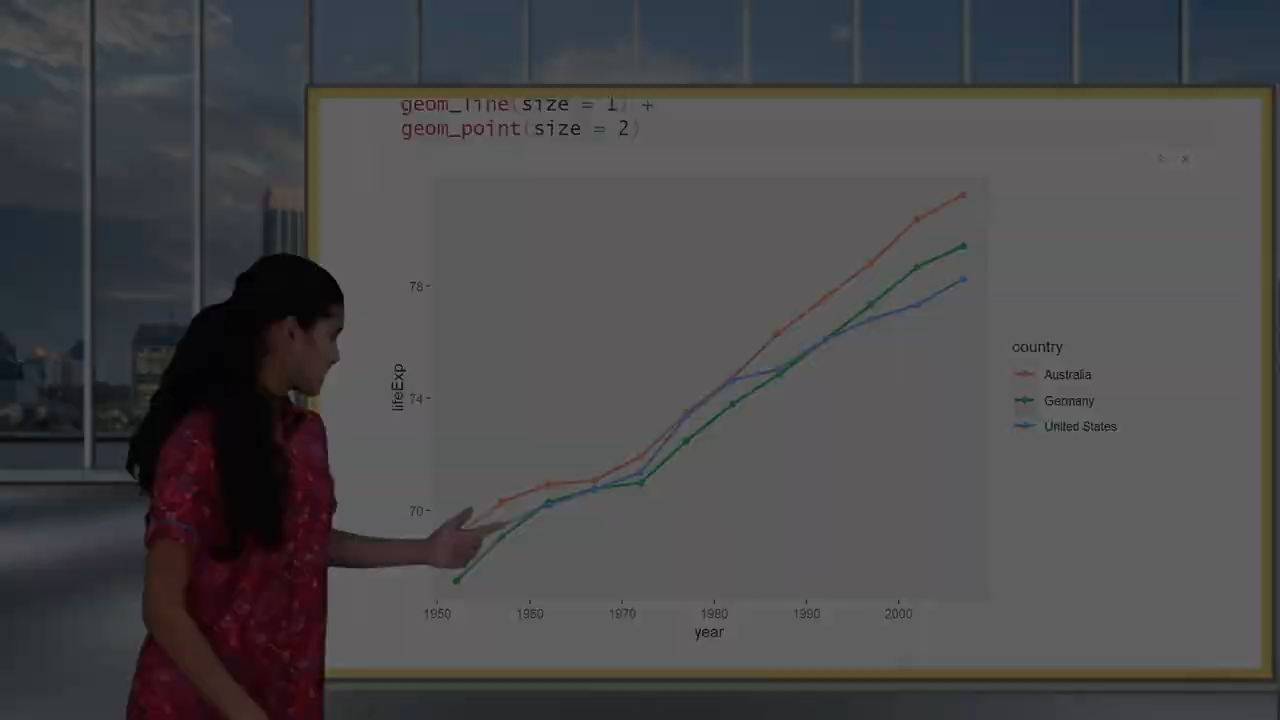 geom_line(size = 1) +
geom_point(size = 2)
78
74
70
lifeExp
1950 1960 1970 1980 1990 2000
year
country
Australia
Germany
United States